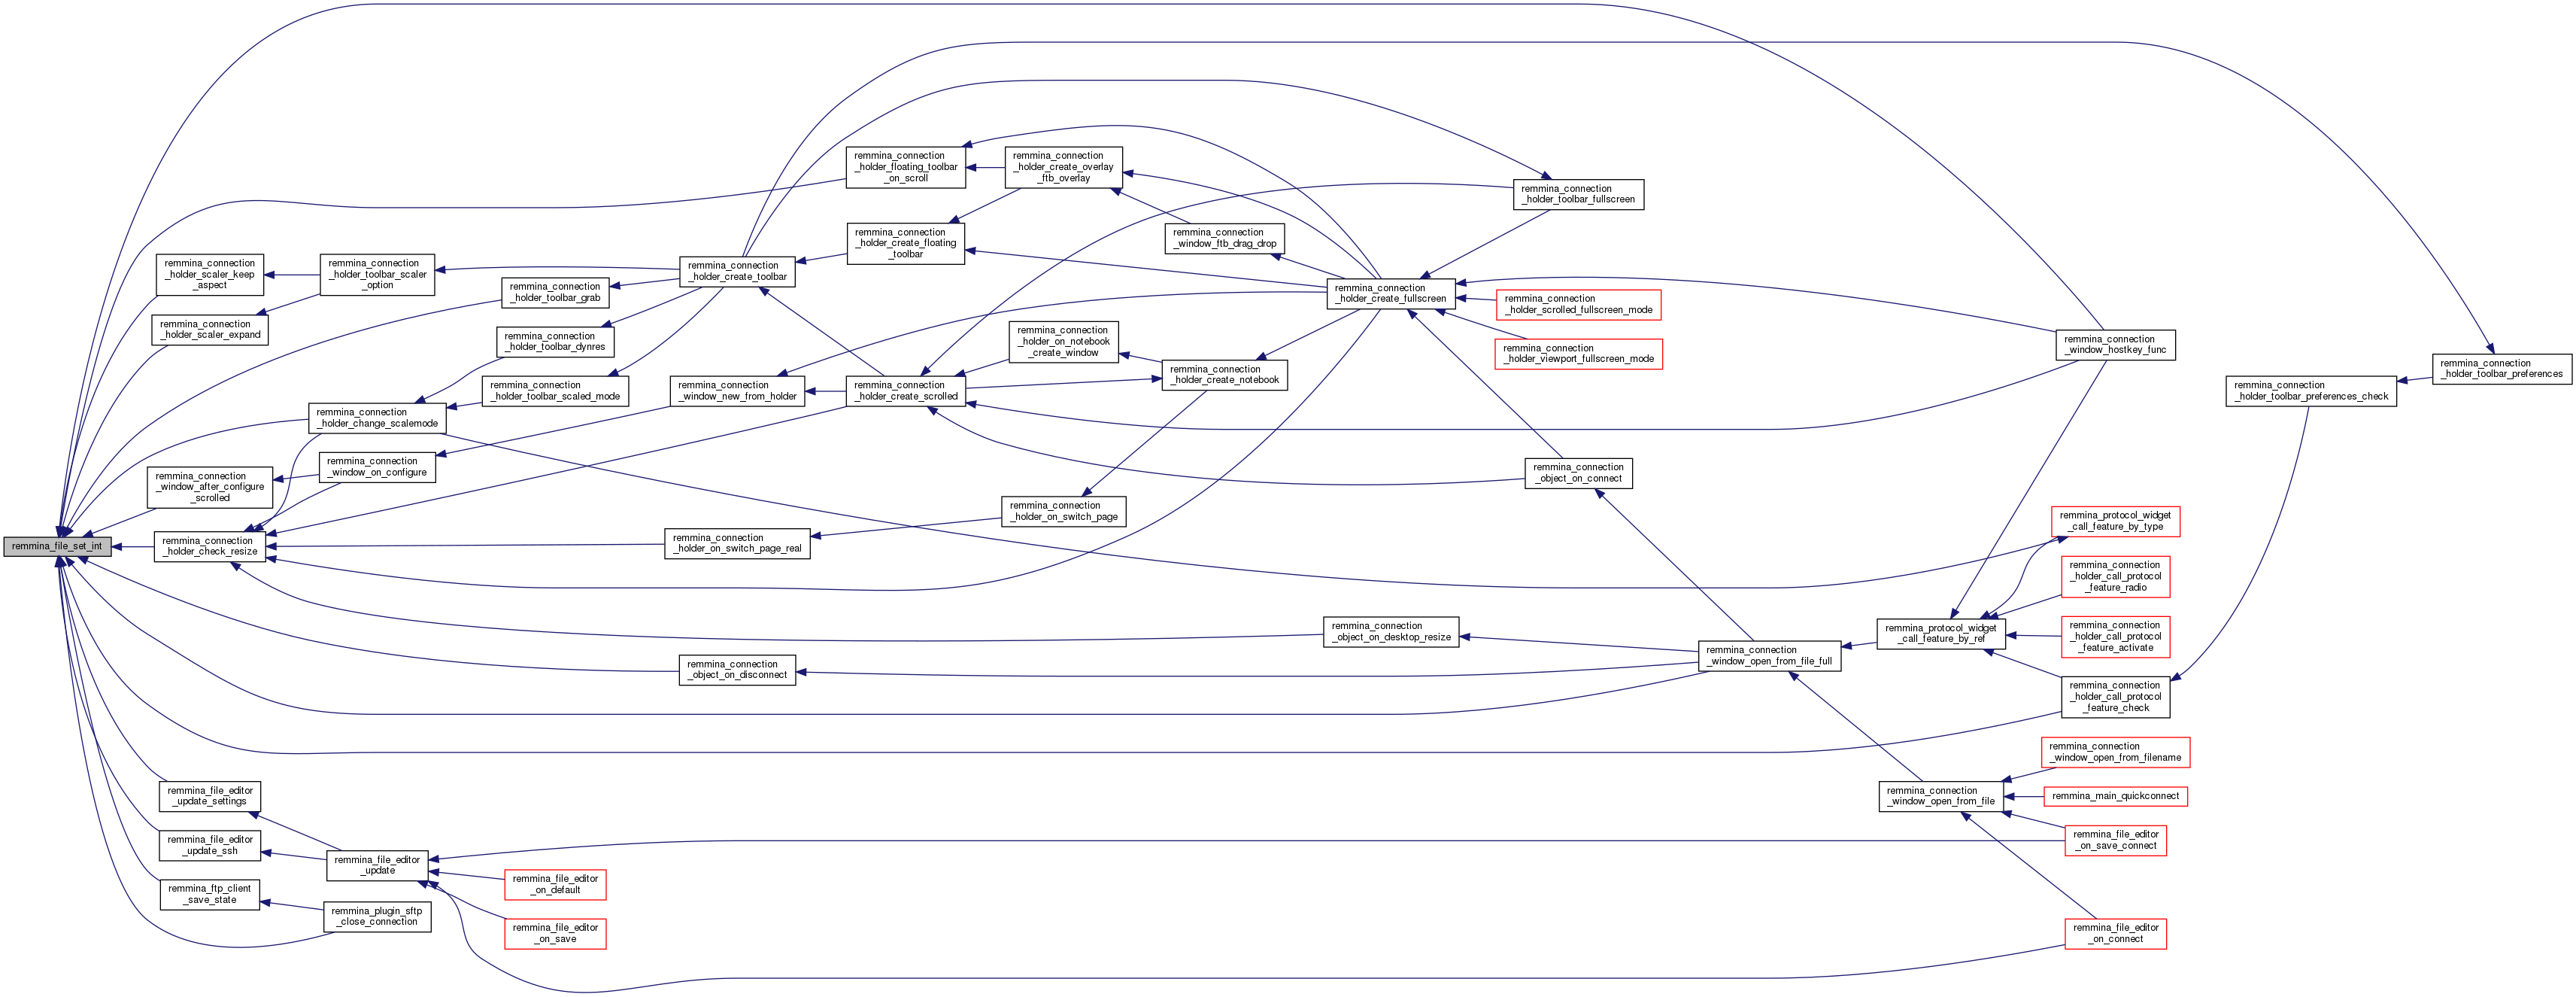 remmina_file_set_int
remmina_connection
_holder_scaler_keep
_aspect
remmina_connection
_holder_scaler_expand
remmina_connection
_window_after_configure
_scrolled
remmina_connection
_holder_check_resize
remmina_file_editor
_update_settings
remmina_file_editor
_update_ssh
remmina_ftp_client
_save_state
remmina_connection
_holder_toolbar_scaler
_option
remmina_connection
_holder_change_scalemode
remmina_connection
_window_on_configure
remmina_file_editor
_update
remmina_plugin_sftp
_close_connection
remmina_connection
_holder_toolbar_grab
remmina_connection
_holder_toolbar_dynres
remmina_connection
_holder_toolbar_scaled_mode
remmina_file_editor
_on_default
remmina_file_editor
_on_save
remmina_connection
_holder_create_toolbar
remmina_connection
_window_new_from_holder
remmina_connection
_holder_on_switch_page_real
remmina_connection
_object_on_disconnect
remmina_connection
_holder_floating_toolbar
_on_scroll
remmina_connection
_holder_create_floating
_toolbar
remmina_connection
_holder_create_scrolled
remmina_connection
_holder_create_overlay
_ftb_overlay
remmina_connection
_holder_on_notebook
_create_window
remmina_connection
_holder_on_switch_page
remmina_connection
_window_ftb_drag_drop
remmina_connection
_holder_create_notebook
remmina_connection
_holder_create_fullscreen
remmina_connection
_object_on_desktop_resize
remmina_connection
_holder_toolbar_fullscreen
remmina_connection
_holder_scrolled_fullscreen_mode
remmina_connection
_holder_viewport_fullscreen_mode
remmina_connection
_object_on_connect
remmina_connection
_window_open_from_file_full
remmina_protocol_widget
_call_feature_by_ref
remmina_connection
_window_open_from_file
remmina_connection
_window_hostkey_func
remmina_protocol_widget
_call_feature_by_type
remmina_connection
_holder_call_protocol
_feature_radio
remmina_connection
_holder_call_protocol
_feature_activate
remmina_connection
_holder_call_protocol
_feature_check
remmina_connection
_window_open_from_filename
remmina_main_quickconnect
remmina_file_editor
_on_save_connect
remmina_file_editor
_on_connect
remmina_connection
_holder_toolbar_preferences_check
remmina_connection
_holder_toolbar_preferences